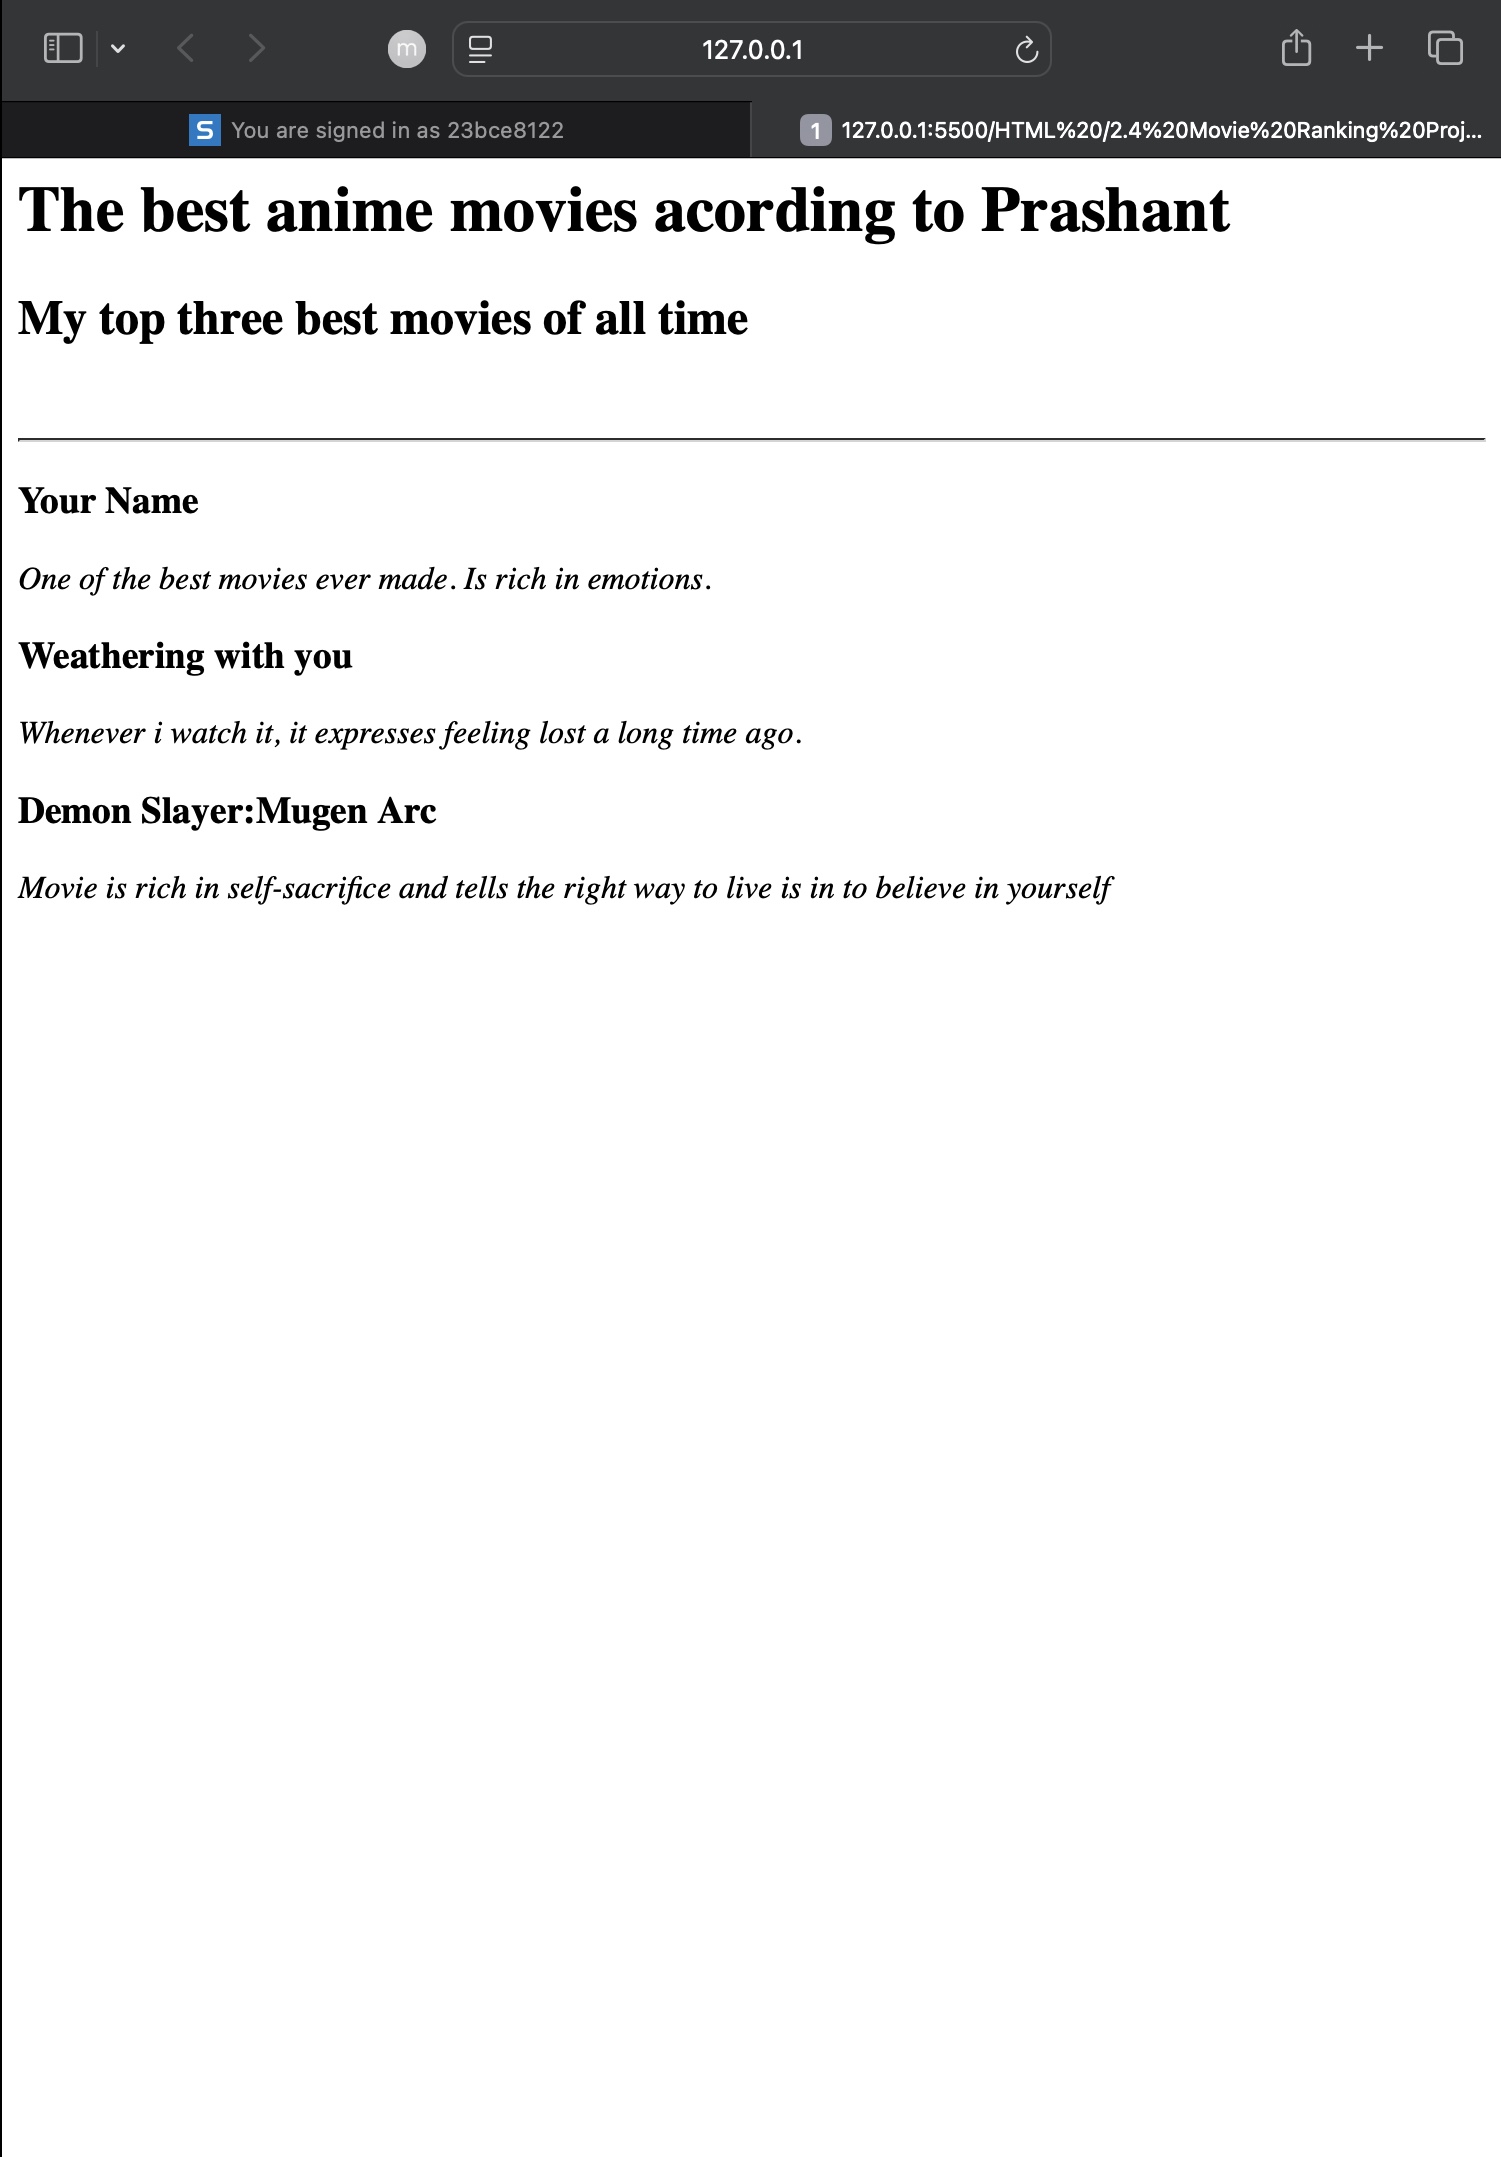 m
127.0.0.1
S You are signed in as 23bce8122
1 127.0.0.1:5500/HTML%20/2.4%20Movie%20Ranking%20Proj...
The best anime movies acording to Prashant
My top three best movies of all time
Your Name
One of the best movies ever made. Is rich in emotions.
Weathering with you
Whenever i watch it, it expresses feeling lost a long time ago.
Demon Slayer:Mugen Arc
Movie is rich in self-sacrifice and tells the right way to live is in to believe in yourself